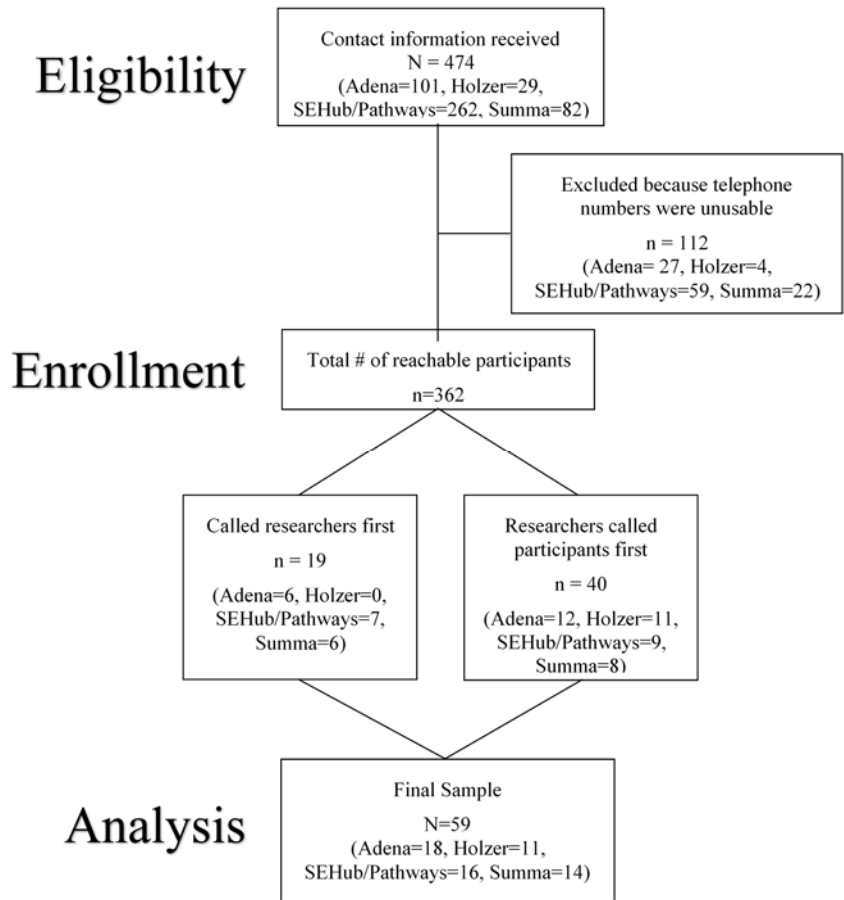 Eligibility
Contact information received
N = 474
(Adena=101, Holzer=29,
SEHub/Pathways=262, Summa=82)
Excluded because telephone
numbers were unusable
n = 112
(Adena= 27, Holzer=4,
SEHub/Pathways=59, Summa=22)
Enrollment
Total # of reachable participants
n=362
Called researchers first
n = 19
(Adena=6, Holzer=0,
SEHub/Pathways=7,
Summa=6)
Researchers called
participants first
n = 40
(Adena=12, Holzer=11,
SEHub/Pathways=9,
Summa=8)
Analysis
Final Sample
N=59
(Adena=18, Holzer=11,
SEHub/Pathways=16, Summa=14)